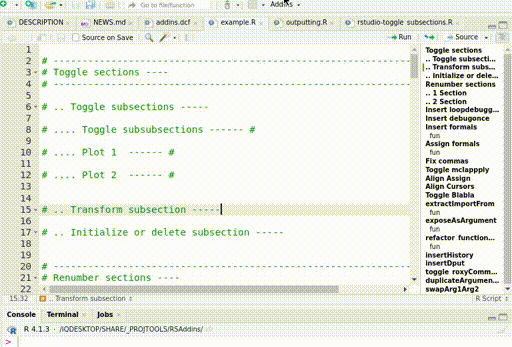 Go to file/function
Addins
DESCRIPTION
NEWS.md
addins.dcf
example.R
outputting.R
rstudio-toggle_subsections.R
Source on Save
Run
Source
1
2 # ------------------------------------------------------------
3 # Toggle sections ----
4 # ------------------------------------------------------------
5
6 # .. Toggle subsections -----
7
8 # .... Toggle subsubsections ------ #
9
10 # .... Plot 1  ------ #
11
12 # .... Plot 2  ------ #
13
14
15 # .. Transform subsection -----
16
17 # .. Initialize or delete subsection -----
18
19
20 # ------------------------------------------------------------
21 # Renumber sections ----
22
Toggle sections
.. Toggle subsecti...
.. Transform subs...
.. Initialize or dele...
Renumber sections
.. 1 Section
.. 2 Section
Insert loopdebugg...
Insert debugonce
Insert formals
fun
Assign formals
fun
Fix commas
Toggle mclappply
Align Assign
Align Cursors
Toggle Blabla
extractImportFrom
fun
exposeAsArgument
fun
refactor_function...
fun
insertHistory
insertDput
toggle roxyComm...
duplicateArgumen...
swapArg1Arg2
15:32
.. Transform subsection
R Script
Console
Terminal
Jobs
R 4.1.3 · /IQDESKTOP/SHARE/_PROJTOOLS/RSAddins/
>